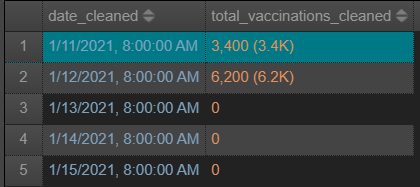 date_cleaned total_vaccinations_cleaned
1 1/11/2021, 8:00:00 AM 3,400 (3.4K)
2 1/12/2021, 8:00:00 AM 6,200 (6.2K)
3 1/13/2021, 8:00:00 AM 0
4 1/14/2021, 8:00:00 AM 0
5 1/15/2021, 8:00:00 AM 0